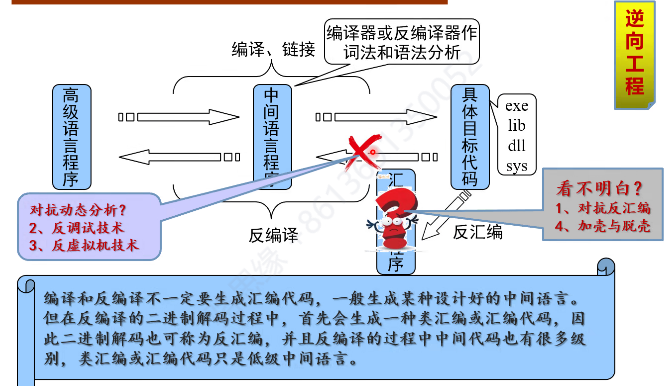 逆向工程
编译器或反编译器作
词法和语法分析
编译、链接
高级语言程序
中间语言程序
具体目标代码
exe
lib
dll
sys
汇
序
对抗动态分析？
2、反调试技术
3、反虚拟机技术
看不明白？
1、对抗反汇编
4、加壳与脱壳
反编译
反汇编
编译和反编译不一定要生成汇编代码，一般生成某种设计好的中间语言。
但在反编译的二进制解码过程中，首先会生成一种类汇编或汇编代码，因
此二进制解码也可称为反汇编，并且反编译的过程中中间代码也有很多级
别，类汇编或汇编代码只是低级中间语言。